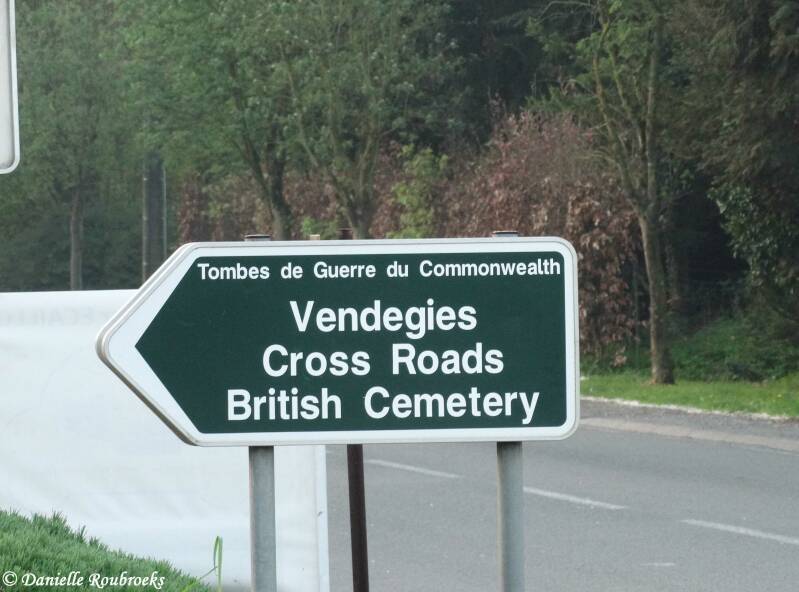 Tombes de Guerre du Commonwealth
Vendegies
Cross Roads
British Cemetery
© Danielle Roubroeks